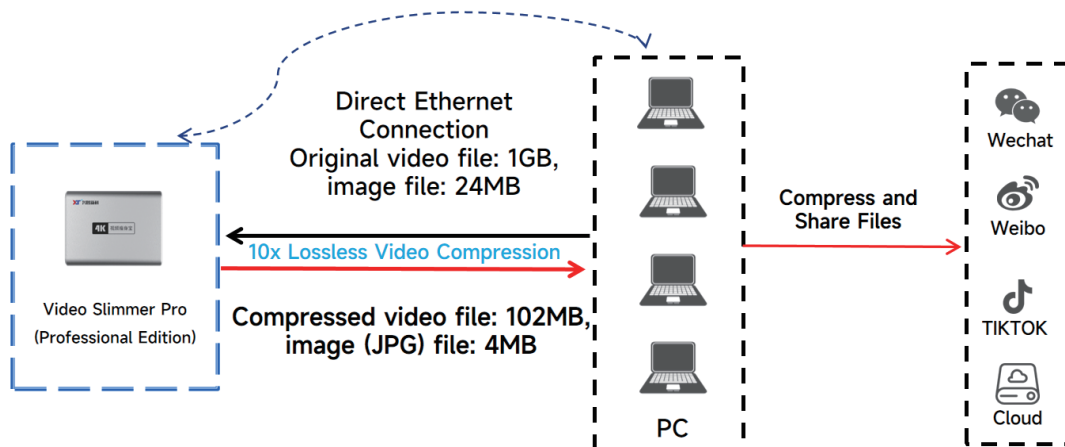 Direct Ethernet
Connection
Original video file: 1GB,
image file: 24MB
10x Lossless Video Compression
Compressed video file: 102MB,
image (JPG) file: 4MB
4K
Video Slimmer Pro
(Professional Edition)
PC
Compress and
Share Files
Wechat
Weibo
TIKTOK
Cloud